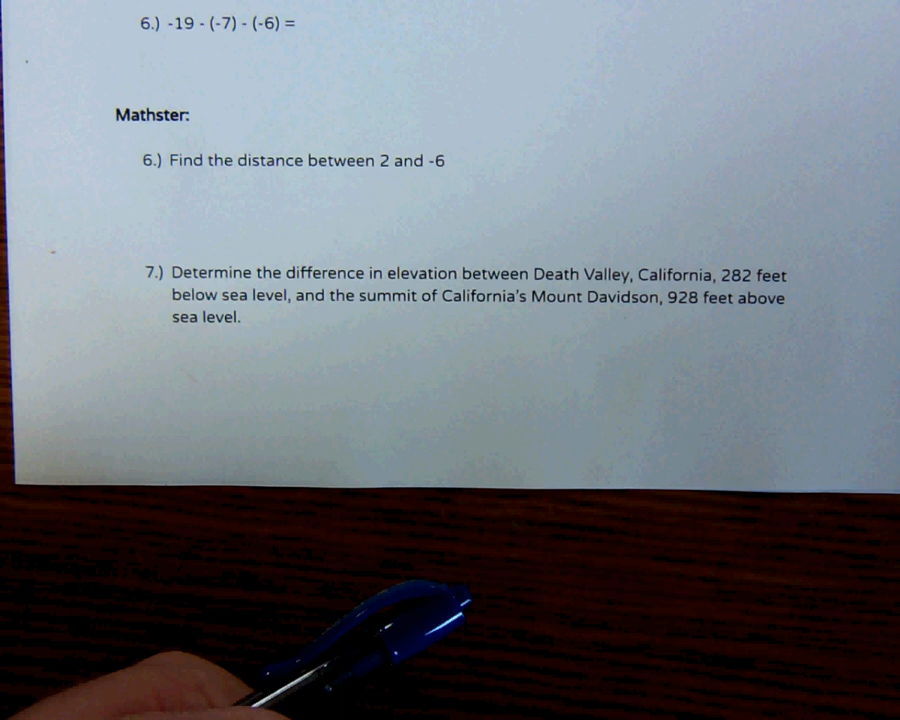 6.) -19 - (-7) - (-6) =
Mathster:
6.) Find the distance between 2 and -6
7.) Determine the difference in elevation between Death Valley, California, 282 feet
below sea level, and the summit of California's Mount Davidson, 928 feet above
sea level.